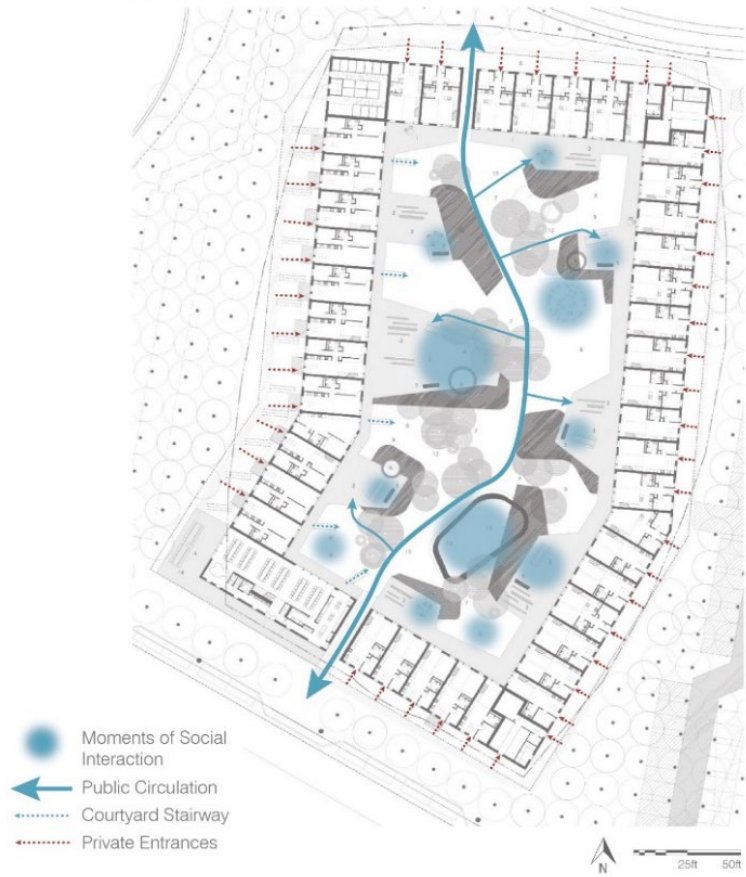 Moments of Social
Interaction
Public Circulation
Courtyard Stairway
Private Entrances
N
25ft 50ft